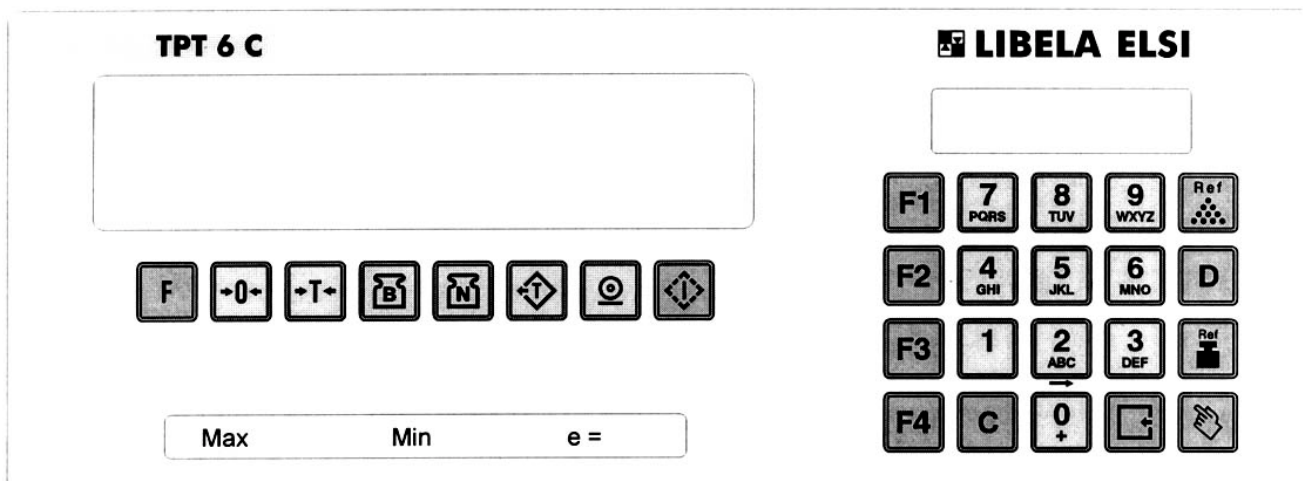 TPT 6 C
LIBELA ELSI
F1 7 PQRS 8 TUV 9 WXYZ Ref
F →0← →T← B N T I
F2 4 GHI 5 JKL 6 MNO D
F3 1 2 ABC 3 DEF Ref
F4 C 0 + 
Max Min e =